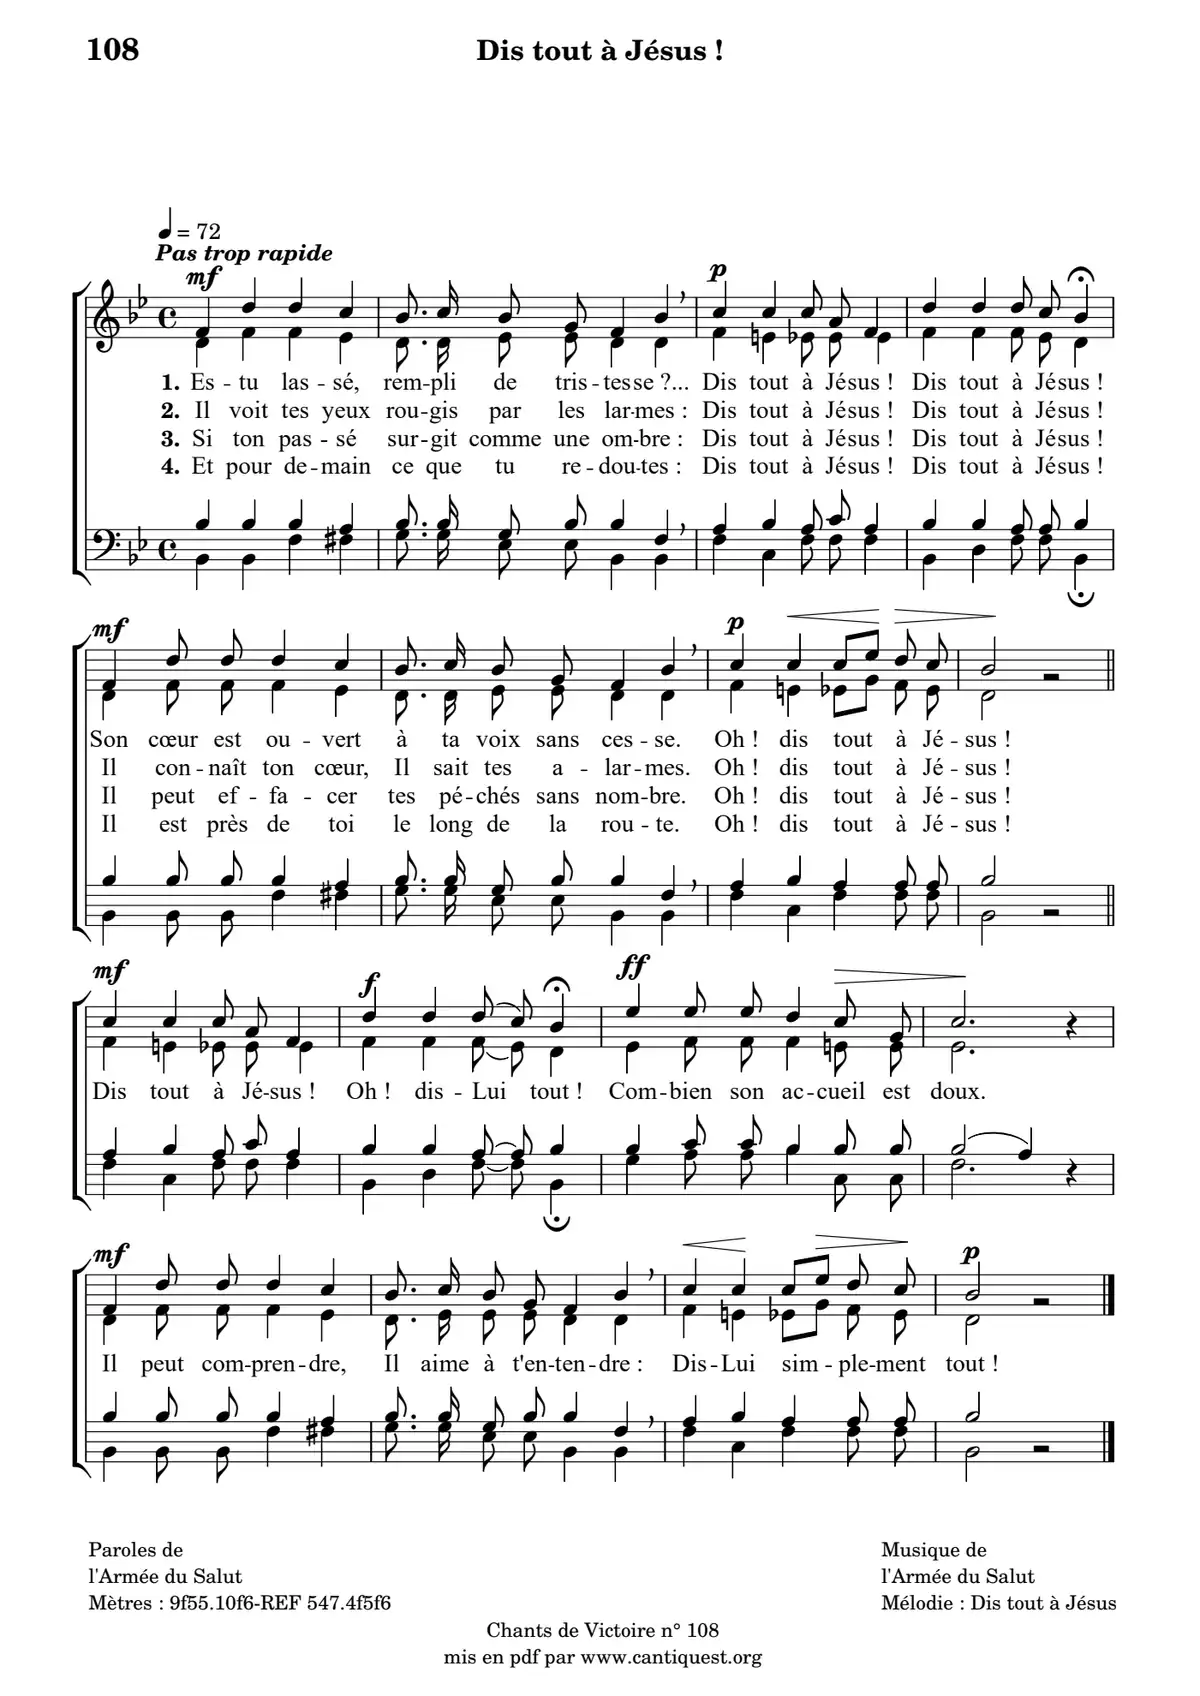 108
Dis tout à Jésus !
= 72
Pas trop rapide
mf
p
1. Es - tu las - sé, rem - pli de tris - tesse ?... Dis tout à Jésus ! Dis tout à Jésus !
2. Il voit tes yeux rou - gis par les lar - mes : Dis tout à Jésus ! Dis tout à Jésus !
3. Si ton pas - sé sur - git comme une om - bre : Dis tout à Jésus ! Dis tout à Jésus !
4. Et pour de - main ce que tu re - dou - tes : Dis tout à Jésus ! Dis tout à Jésus !
mf
p
Son cœur est ou - vert à ta voix sans ces - se. Oh ! dis tout à Jé - sus !
Il con - naît ton cœur, Il sait tes a - lar - mes. Oh ! dis tout à Jé - sus !
Il peut ef - fa - cer tes pé - chés sans nom - bre. Oh ! dis tout à Jé - sus !
Il est près de toi le long de la rou - te. Oh ! dis tout à Jé - sus !
mf
f
ff
Dis tout à Jé - sus ! Oh ! dis - Lui tout ! Com - bien son ac - cueil est doux.
mf
p
Il peut com - pren - dre, Il aime à t'en - ten - dre : Dis - Lui sim - ple - ment tout !
Paroles de
l'Armée du Salut
Mètres : 9f55.10f6-REF 547.4f5f6
Musique de
l'Armée du Salut
Mélodie : Dis tout à Jésus
Chants de Victoire n° 108
mis en pdf par www.cantiquest.org